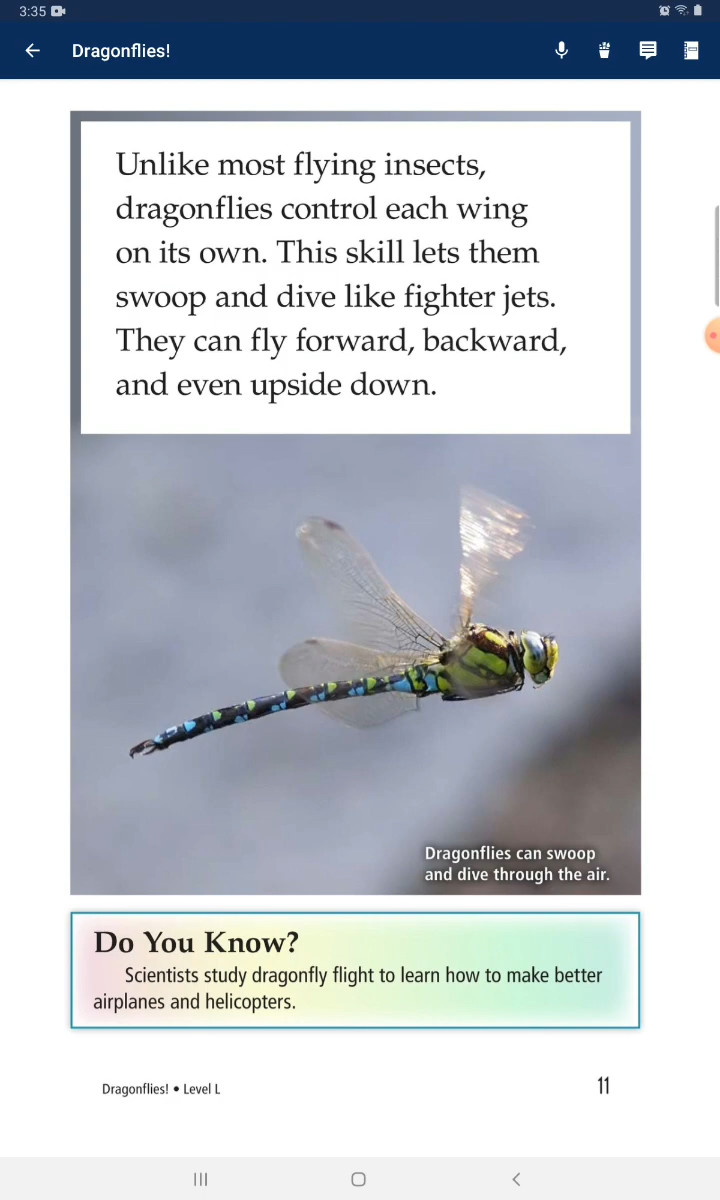 3:35
Dragonflies!
Unlike most flying insects,
dragonflies control each wing
on its own. This skill lets them
swoop and dive like fighter jets.
They can fly forward, backward,
and even upside down.
Dragonflies can swoop
and dive through the air.
Do You Know?
Scientists study dragonfly flight to learn how to make better
airplanes and helicopters.
Dragonflies! • Level L
11